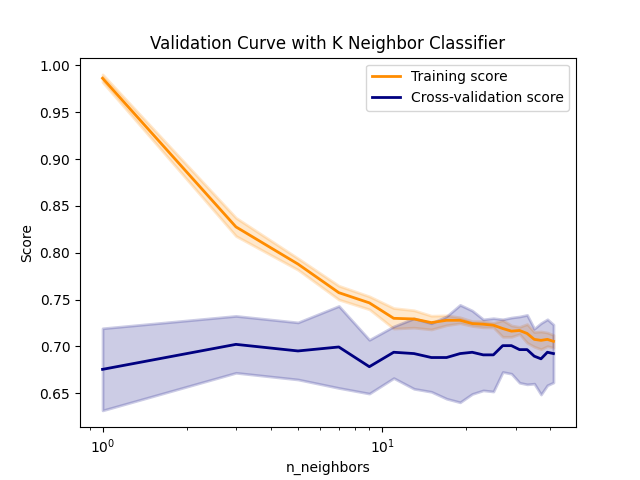 Validation Curve with K Neighbor Classifier
Training score
Cross-validation score
Score
1.00
0.95
0.90
0.85
0.80
0.75
0.70
0.65
10⁰
10¹
n_neighbors